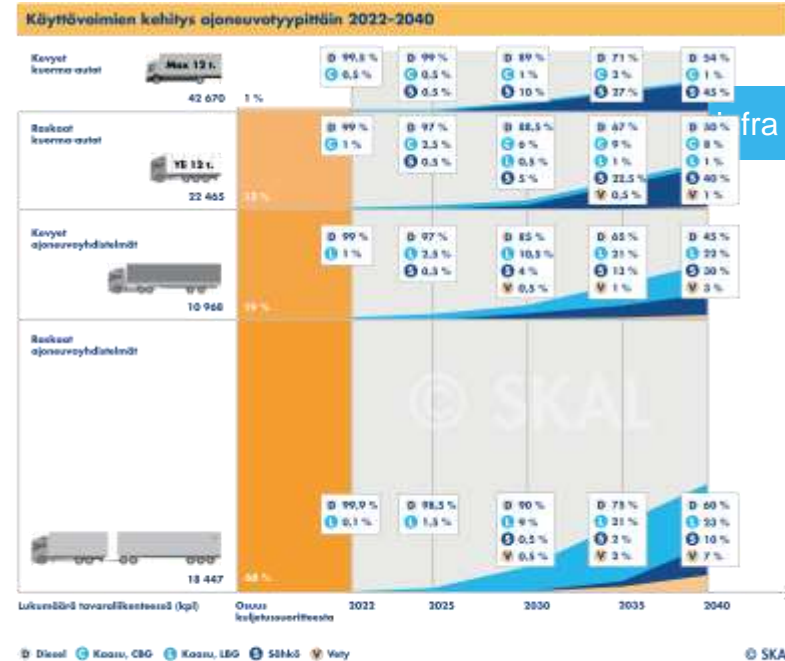 Käyttövoimien kehitys ajoneuvotyypittäin 2022–2040
Kevyet
kuorma-autot
Max 12 t.
42 670
1 %
D 99,5 %
C 0,5 %
D 99 %
C 0,5 %
S 0,5 %
D 89 %
C 1 %
S 10 %
D 71 %
C 2 %
S 27 %
D 54 %
C 1 %
S 45 %
infra
Raskaat
kuorma-autot
Yli 12 t.
22 465
D 99 %
C 1 %
D 97 %
C 2,5 %
S 0,5 %
D 88,5 %
C 6 %
L 0,5 %
S 5 %
D 67 %
C 9 %
L 1 %
S 22,5 %
V 0,5 %
D 50 %
C 8 %
L 1 %
S 40 %
V 1 %
Kevyet
ajoneuvoyhdistelmät
10 968
D 99 %
L 1 %
D 97 %
L 2,5 %
S 0,5 %
D 85 %
L 10,5 %
S 4 %
V 0,5 %
D 65 %
L 21 %
S 13 %
V 1 %
D 45 %
L 22 %
S 30 %
V 3 %
Raskaat
ajoneuvoyhdistelmät
© SKAL
13 447
D 99,9 %
L 0,1 %
D 98,5 %
L 1,5 %
D 90 %
L 9 %
S 0,5 %
V 0,5 %
D 75 %
L 21 %
S 2 %
V 2 %
D 60 %
L 23 %
S 10 %
V 7 %
Lukumäärä tavaraliikenteessä (kpl)
Osuus
kuljetussuoritteesta
2022
2025
2030
2035
2040
D Diesel C Kaasu, CBG L Kaasu, LBG S Sähkö V Vety
© SKA